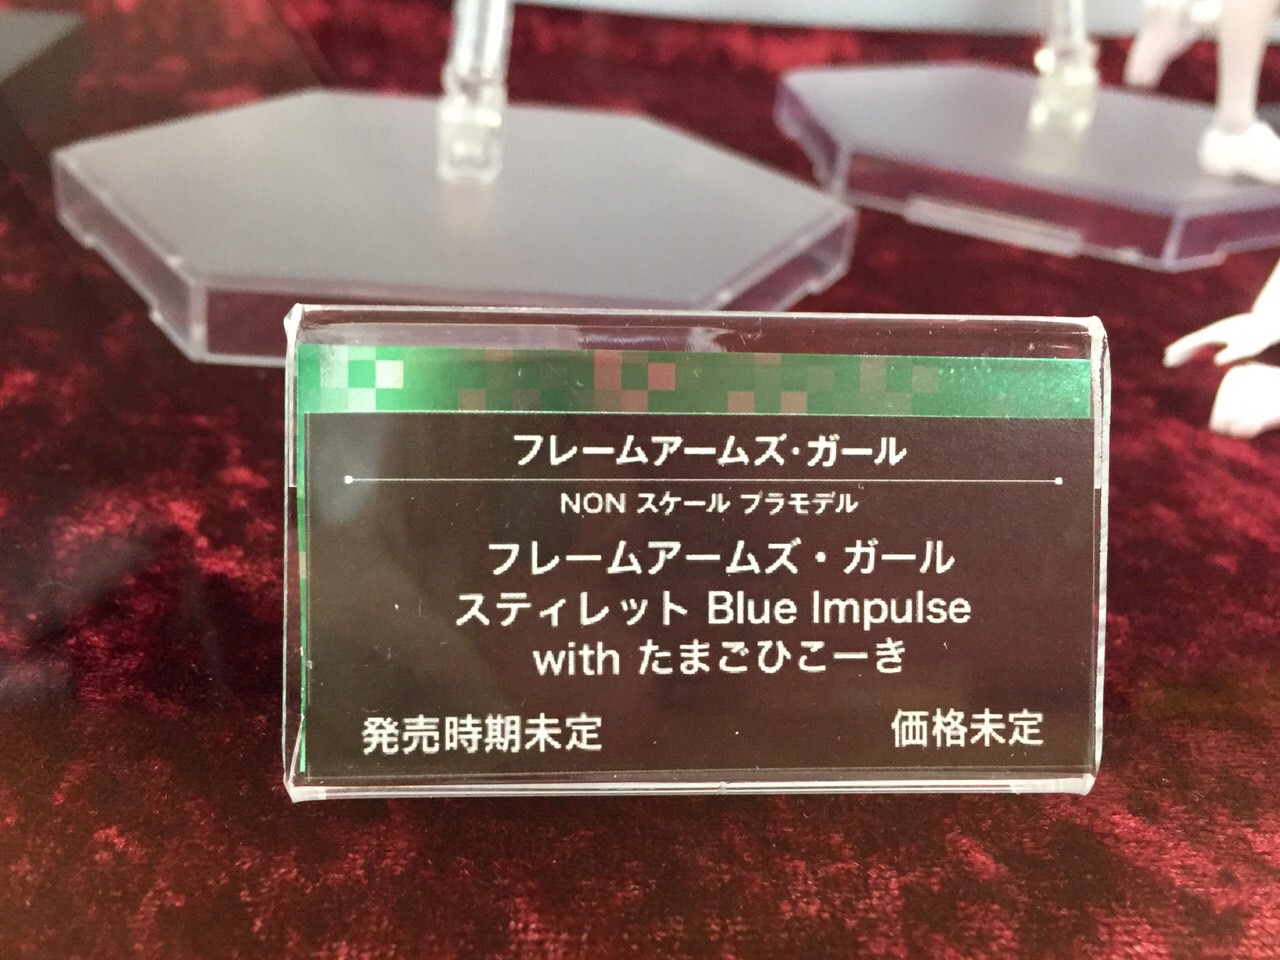 フレームアームズ・ガール
NON スケール プラモデル
フレームアームズ・ガール
スティレット Blue Impulse
with たまごひこーき
発売時期未定
価格未定